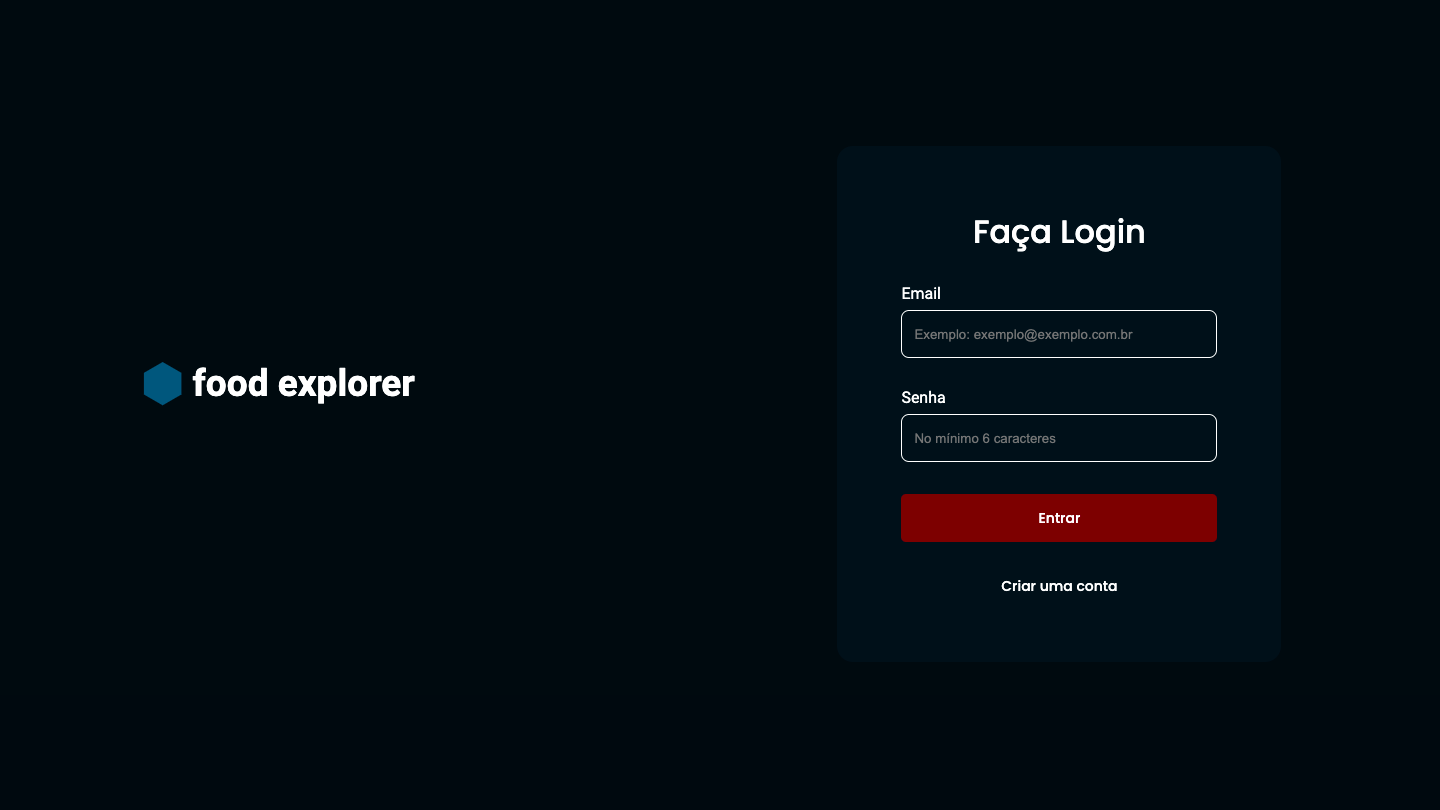 food explorer
Faça Login
Email
Exemplo: exemplo@exemplo.com.br
Senha
No mínimo 6 caracteres
Entrar
Criar uma conta